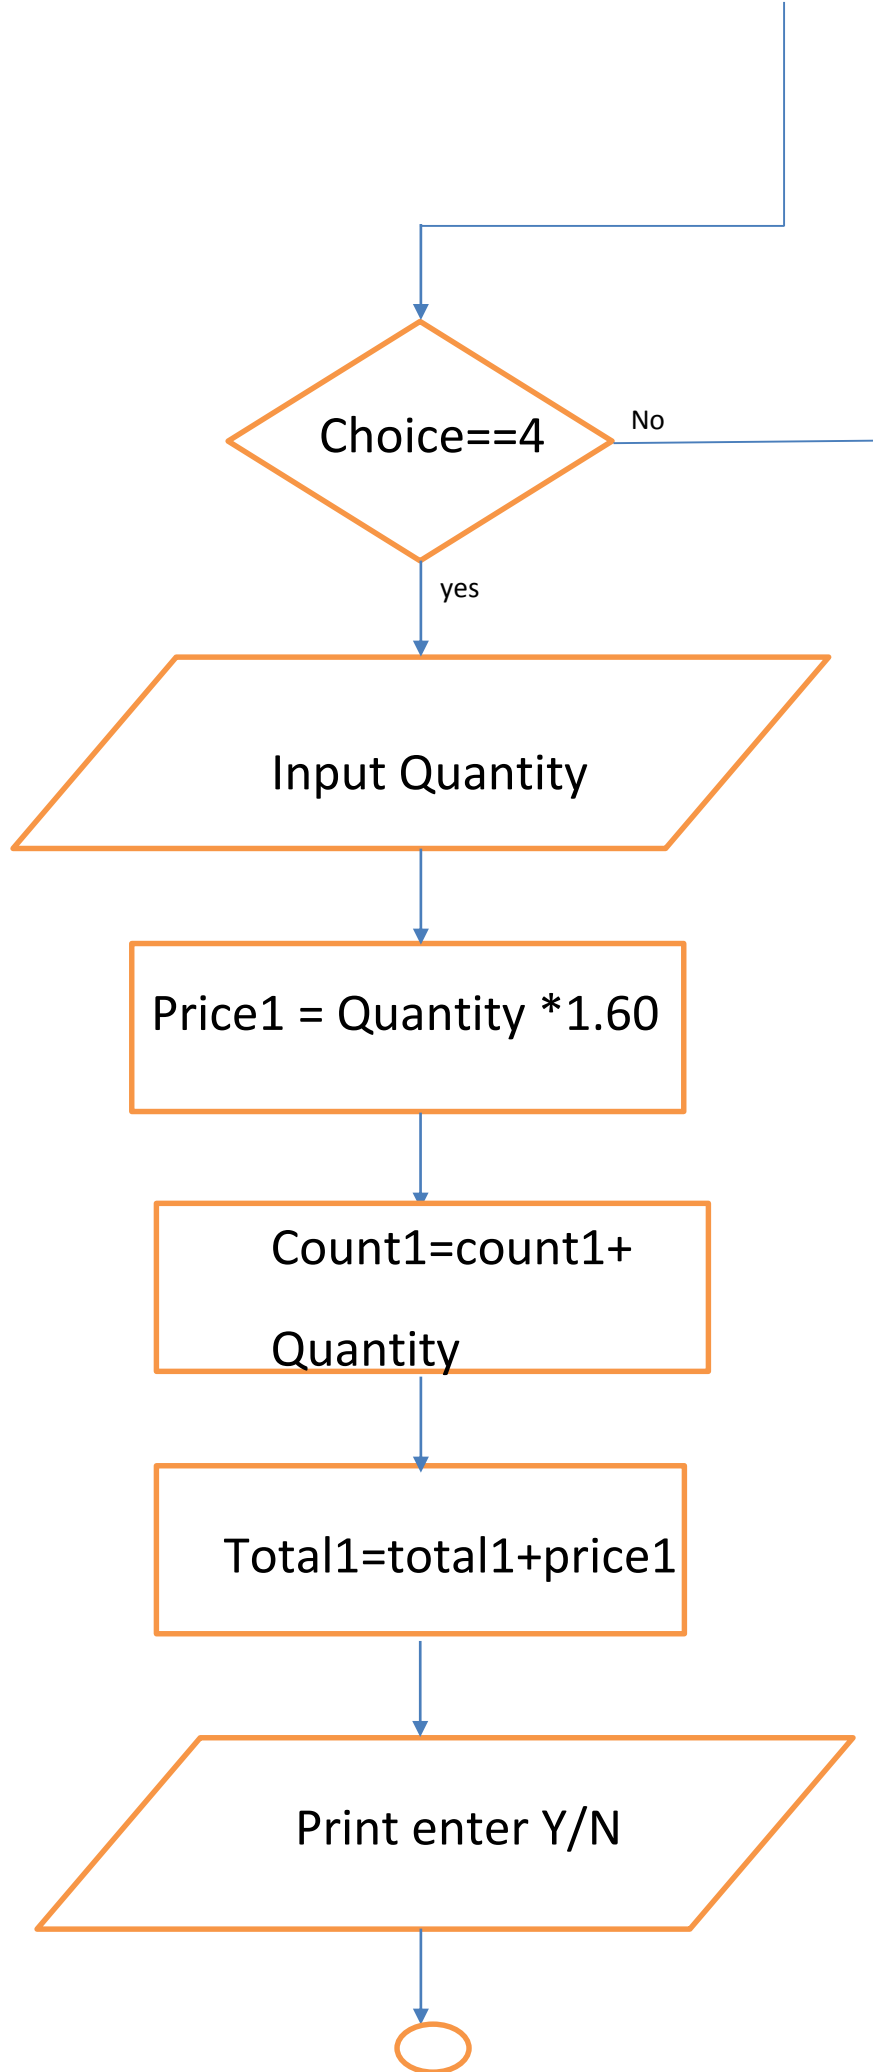 Choice==4
No
yes
Input Quantity
Price1 = Quantity *1.60
Count1=count1+
Quantity
Total1=total1+price1
Print enter Y/N